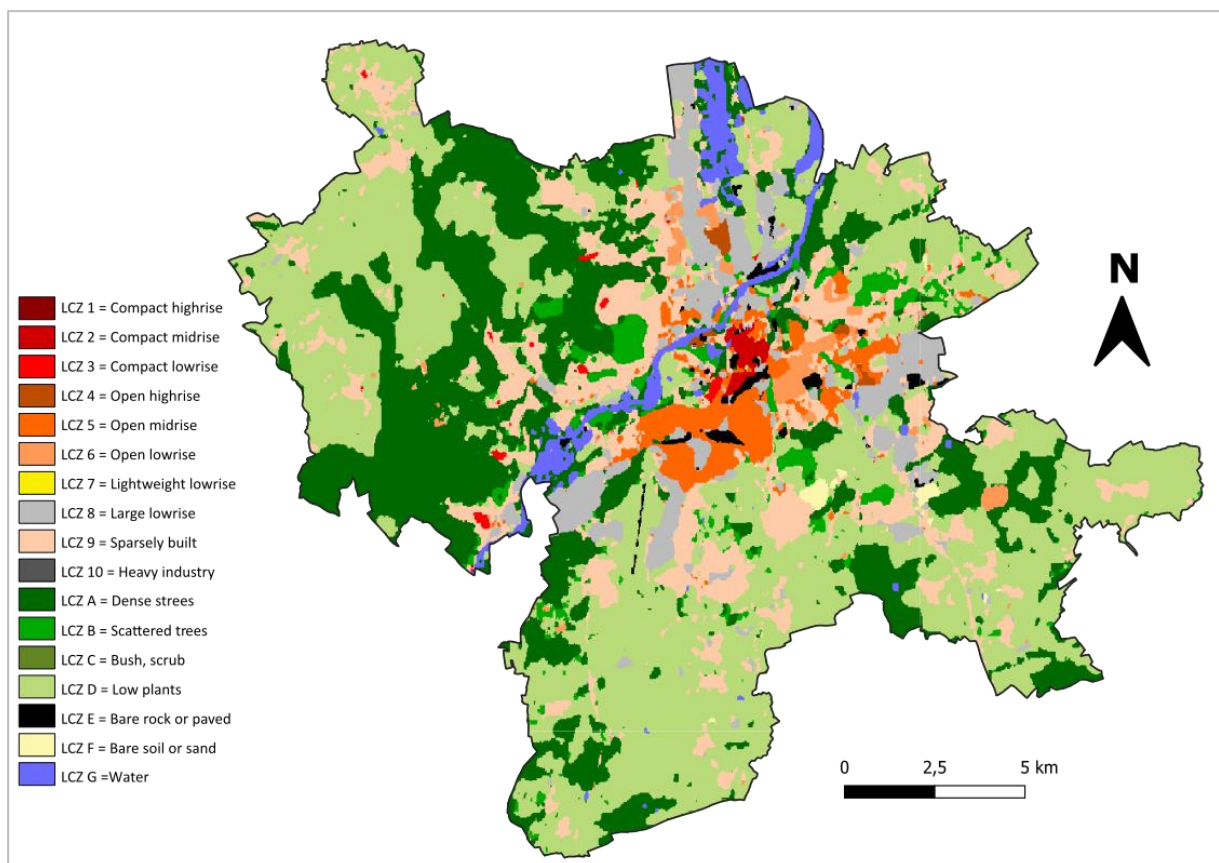 N
LCZ 1 = Compact highrise
LCZ 2 = Compact midrise
LCZ 3 = Compact lowrise
LCZ 4 = Open highrise
LCZ 5 = Open midrise
LCZ 6 = Open lowrise
LCZ 7 = Lightweight lowrise
LCZ 8 = Large lowrise
LCZ 9 = Sparsely built
LCZ 10 = Heavy industry
LCZ A = Dense strees
LCZ B = Scattered trees
LCZ C = Bush, scrub
LCZ D = Low plants
LCZ E = Bare rock or paved
LCZ F = Bare soil or sand
LCZ G =Water
0 2,5 5 km